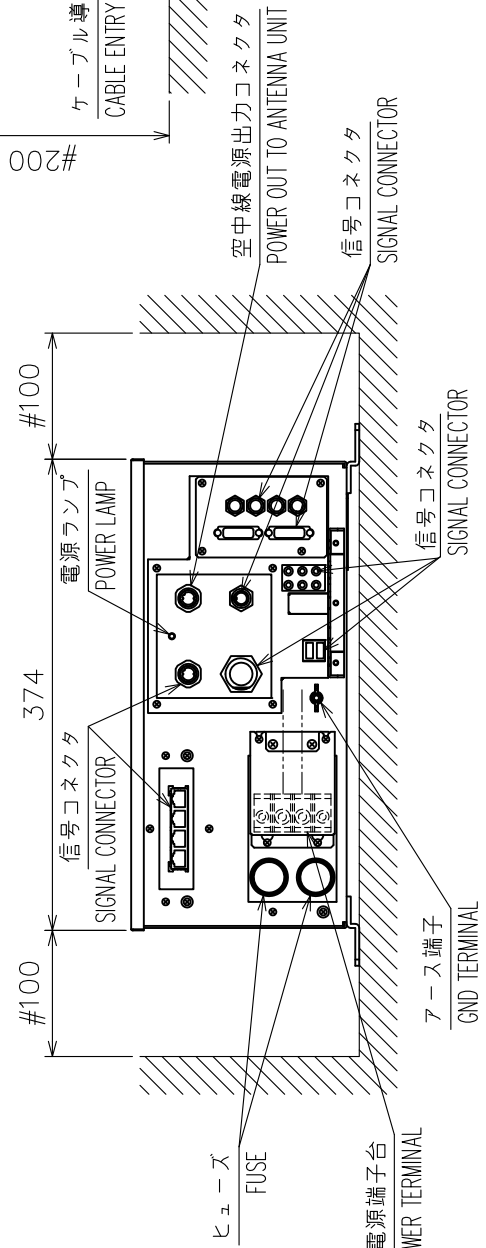 ケーブル導
CABLE ENTRY
#200
空中線電源出力コネクタ
POWER OUT TO ANTENNA UNIT
信号コネクタ
SIGNAL CONNECTOR
#100
374
#100
電源ランプ
POWER LAMP
信号コネクタ
SIGNAL CONNECTOR
信号コネクタ
SIGNAL CONNECTOR
アース端子
GND TERMINAL
ヒューズ
FUSE
電源端子台
WER TERMINAL